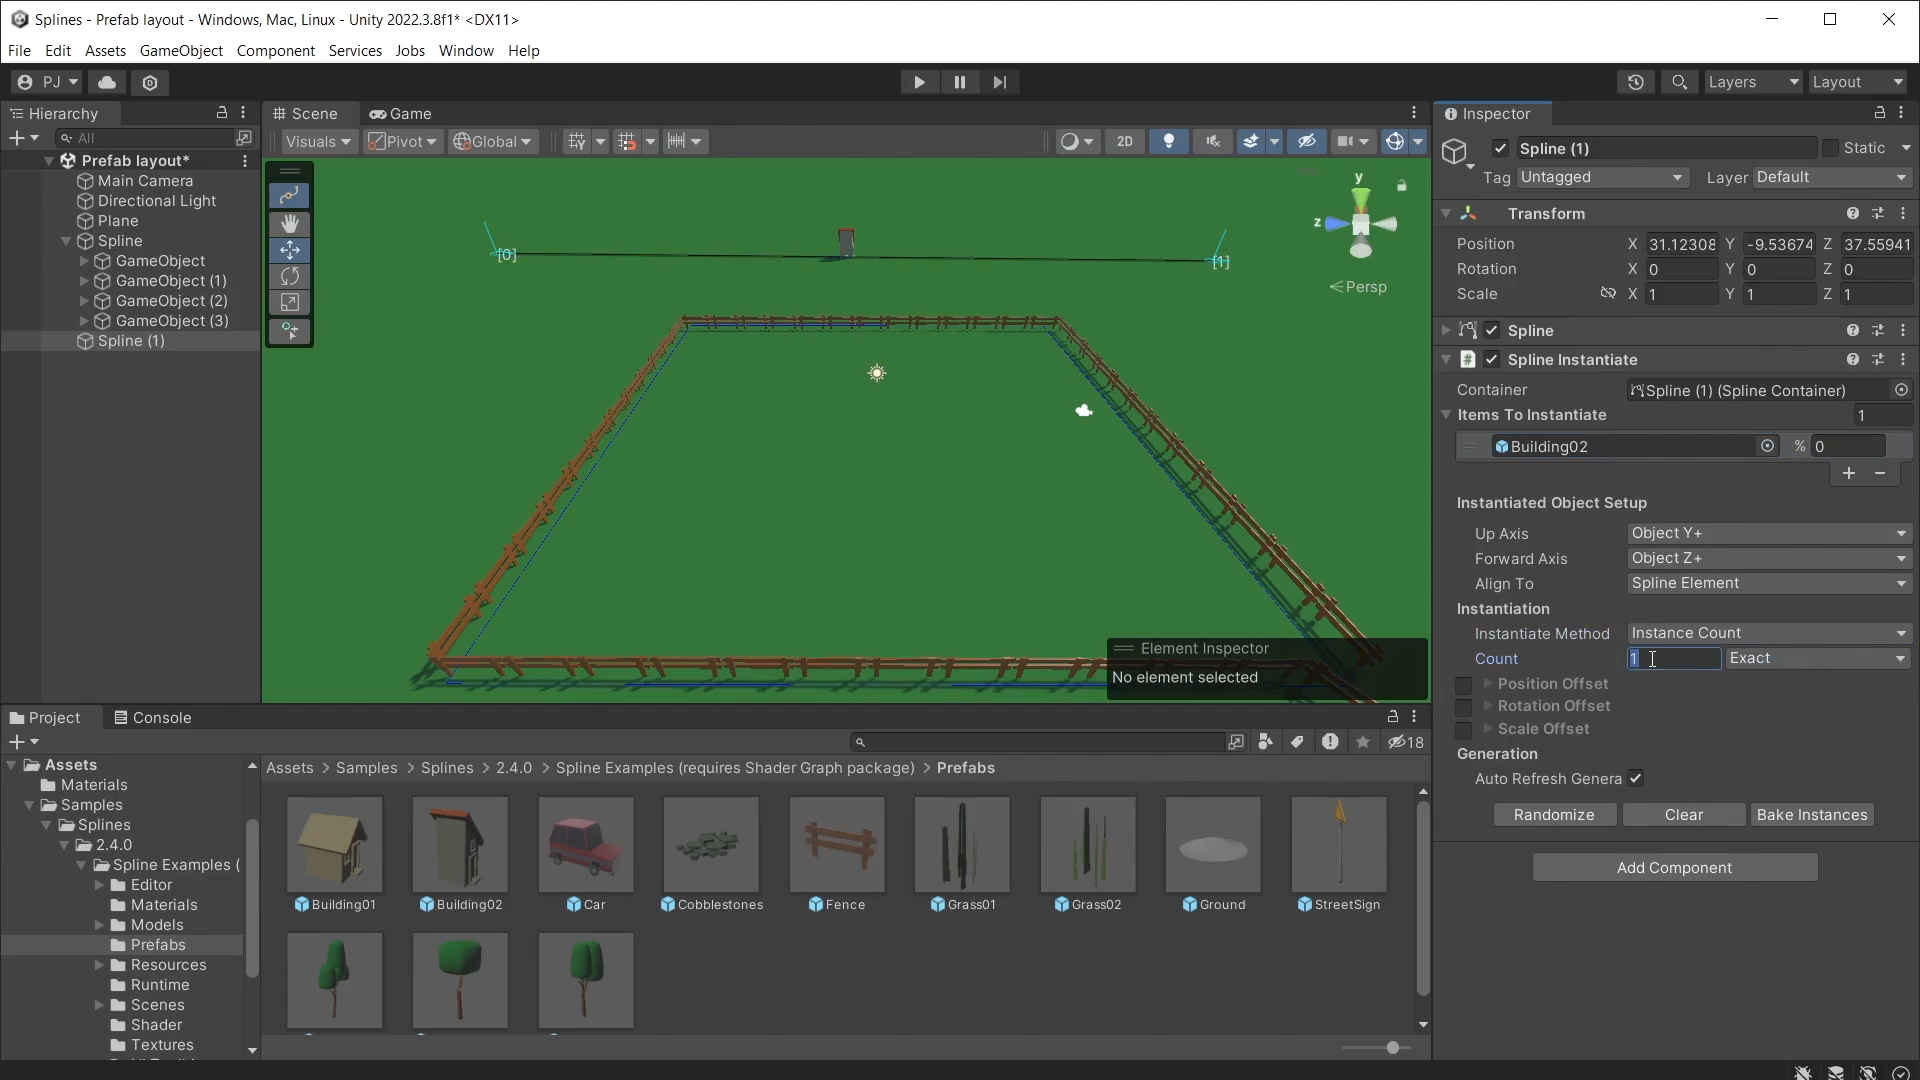 Splines - Prefab layout - Windows, Mac, Linux - Unity 2022.3.8f1* <DX11>
File Edit Assets GameObject Component Services Jobs Window Help
PJ
Layers
Layout
Hierarchy
All
Prefab layout*
Main Camera
Directional Light
Plane
Spline
GameObject
GameObject (1)
GameObject (2)
GameObject (3)
Spline (1)
Scene
Game
Visuals
Pivot
Global
2D
y
z
Persp
[0]
[1]
Element Inspector
No element selected
Inspector
Spline (1)
Static
Tag Untagged
Layer Default
Transform
Position X 31.12308 Y -9.53674 Z 37.55941
Rotation X 0 Y 0 Z 0
Scale X 1 Y 1 Z 1
Spline
Spline Instantiate
Container Spline (1) (Spline Container)
Items To Instantiate 1
Building02 % 0
Instantiated Object Setup
Up Axis Object Y+
Forward Axis Object Z+
Align To Spline Element
Instantiation
Instantiate Method Instance Count
Count 1 Exact
Position Offset
Rotation Offset
Scale Offset
Generation
Auto Refresh Genera
Randomize Clear Bake Instances
Add Component
Project
Console
18
Assets
Materials
Samples
Splines
2.4.0
Spline Examples (
Editor
Materials
Models
Prefabs
Resources
Runtime
Scenes
Shader
Textures
Assets > Samples > Splines > 2.4.0 > Spline Examples (requires Shader Graph package) > Prefabs
Building01 Building02 Car Cobblestones Fence Grass01 Grass02 Ground StreetSign